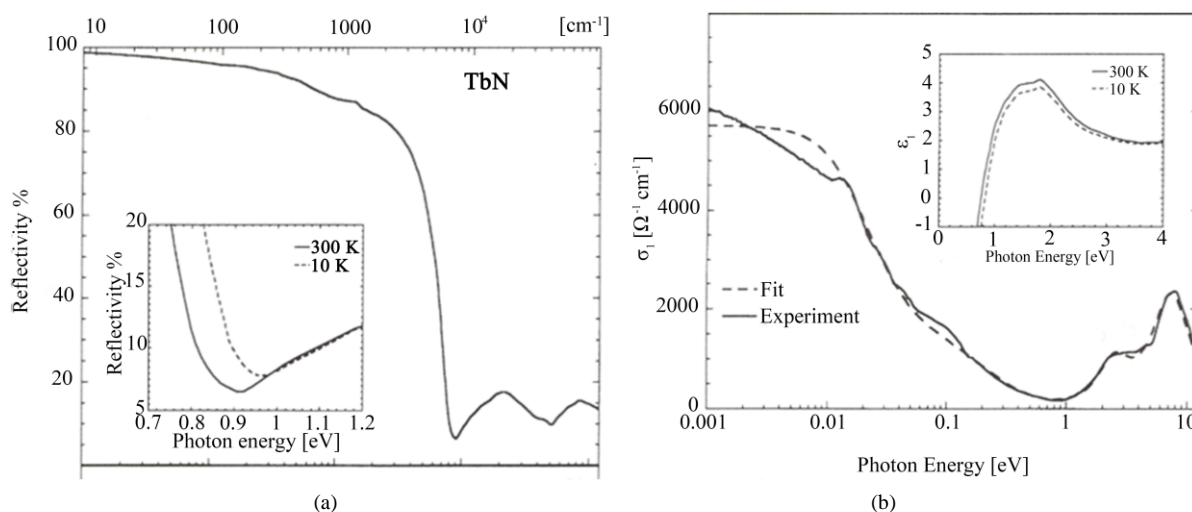 10 100 1000 10⁴ [cm⁻¹]
100
80
60
40
20
Reflectivity %
TbN
20
15
10
5
Reflectivity %
300 K
10 K
0.7 0.8 0.9 1 1.1 1.2
Photon energy [eV]
(a)
6000
4000
2000
0
σ₁ [Ω⁻¹ cm⁻¹]
Fit
Experiment
5
4
3
2
1
0
-1
ε₁
300 K
10 K
0 1 2 3 4
Photon Energy [eV]
0.001 0.01 0.1 1 10
Photon Energy [eV]
(b)